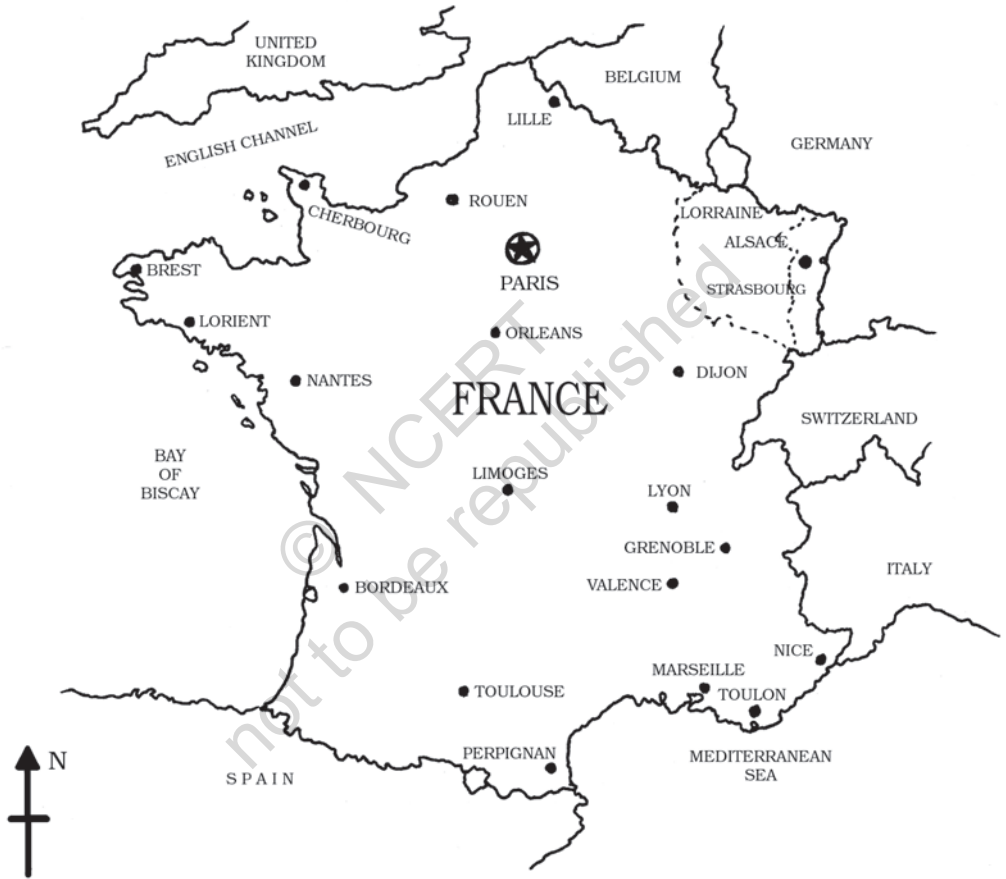 UNITED
KINGDOM
BELGIUM
LILLE
ENGLISH CHANNEL
GERMANY
ROUEN
LORRAINE
CHERBOURG
ALSACE
BREST
PARIS
STRASBOURG
LORIENT
ORLEANS
NANTES
DIJON
FRANCE
SWITZERLAND
BAY
OF
BISCAY
LIMOGES
LYON
GRENOBLE
ITALY
VALENCE
BORDEAUX
NICE
MARSEILLE
TOULOUSE
TOULON
PERPIGNAN
MEDITERRANEAN
SEA
N
SPAIN
© NCERT
not to be republished